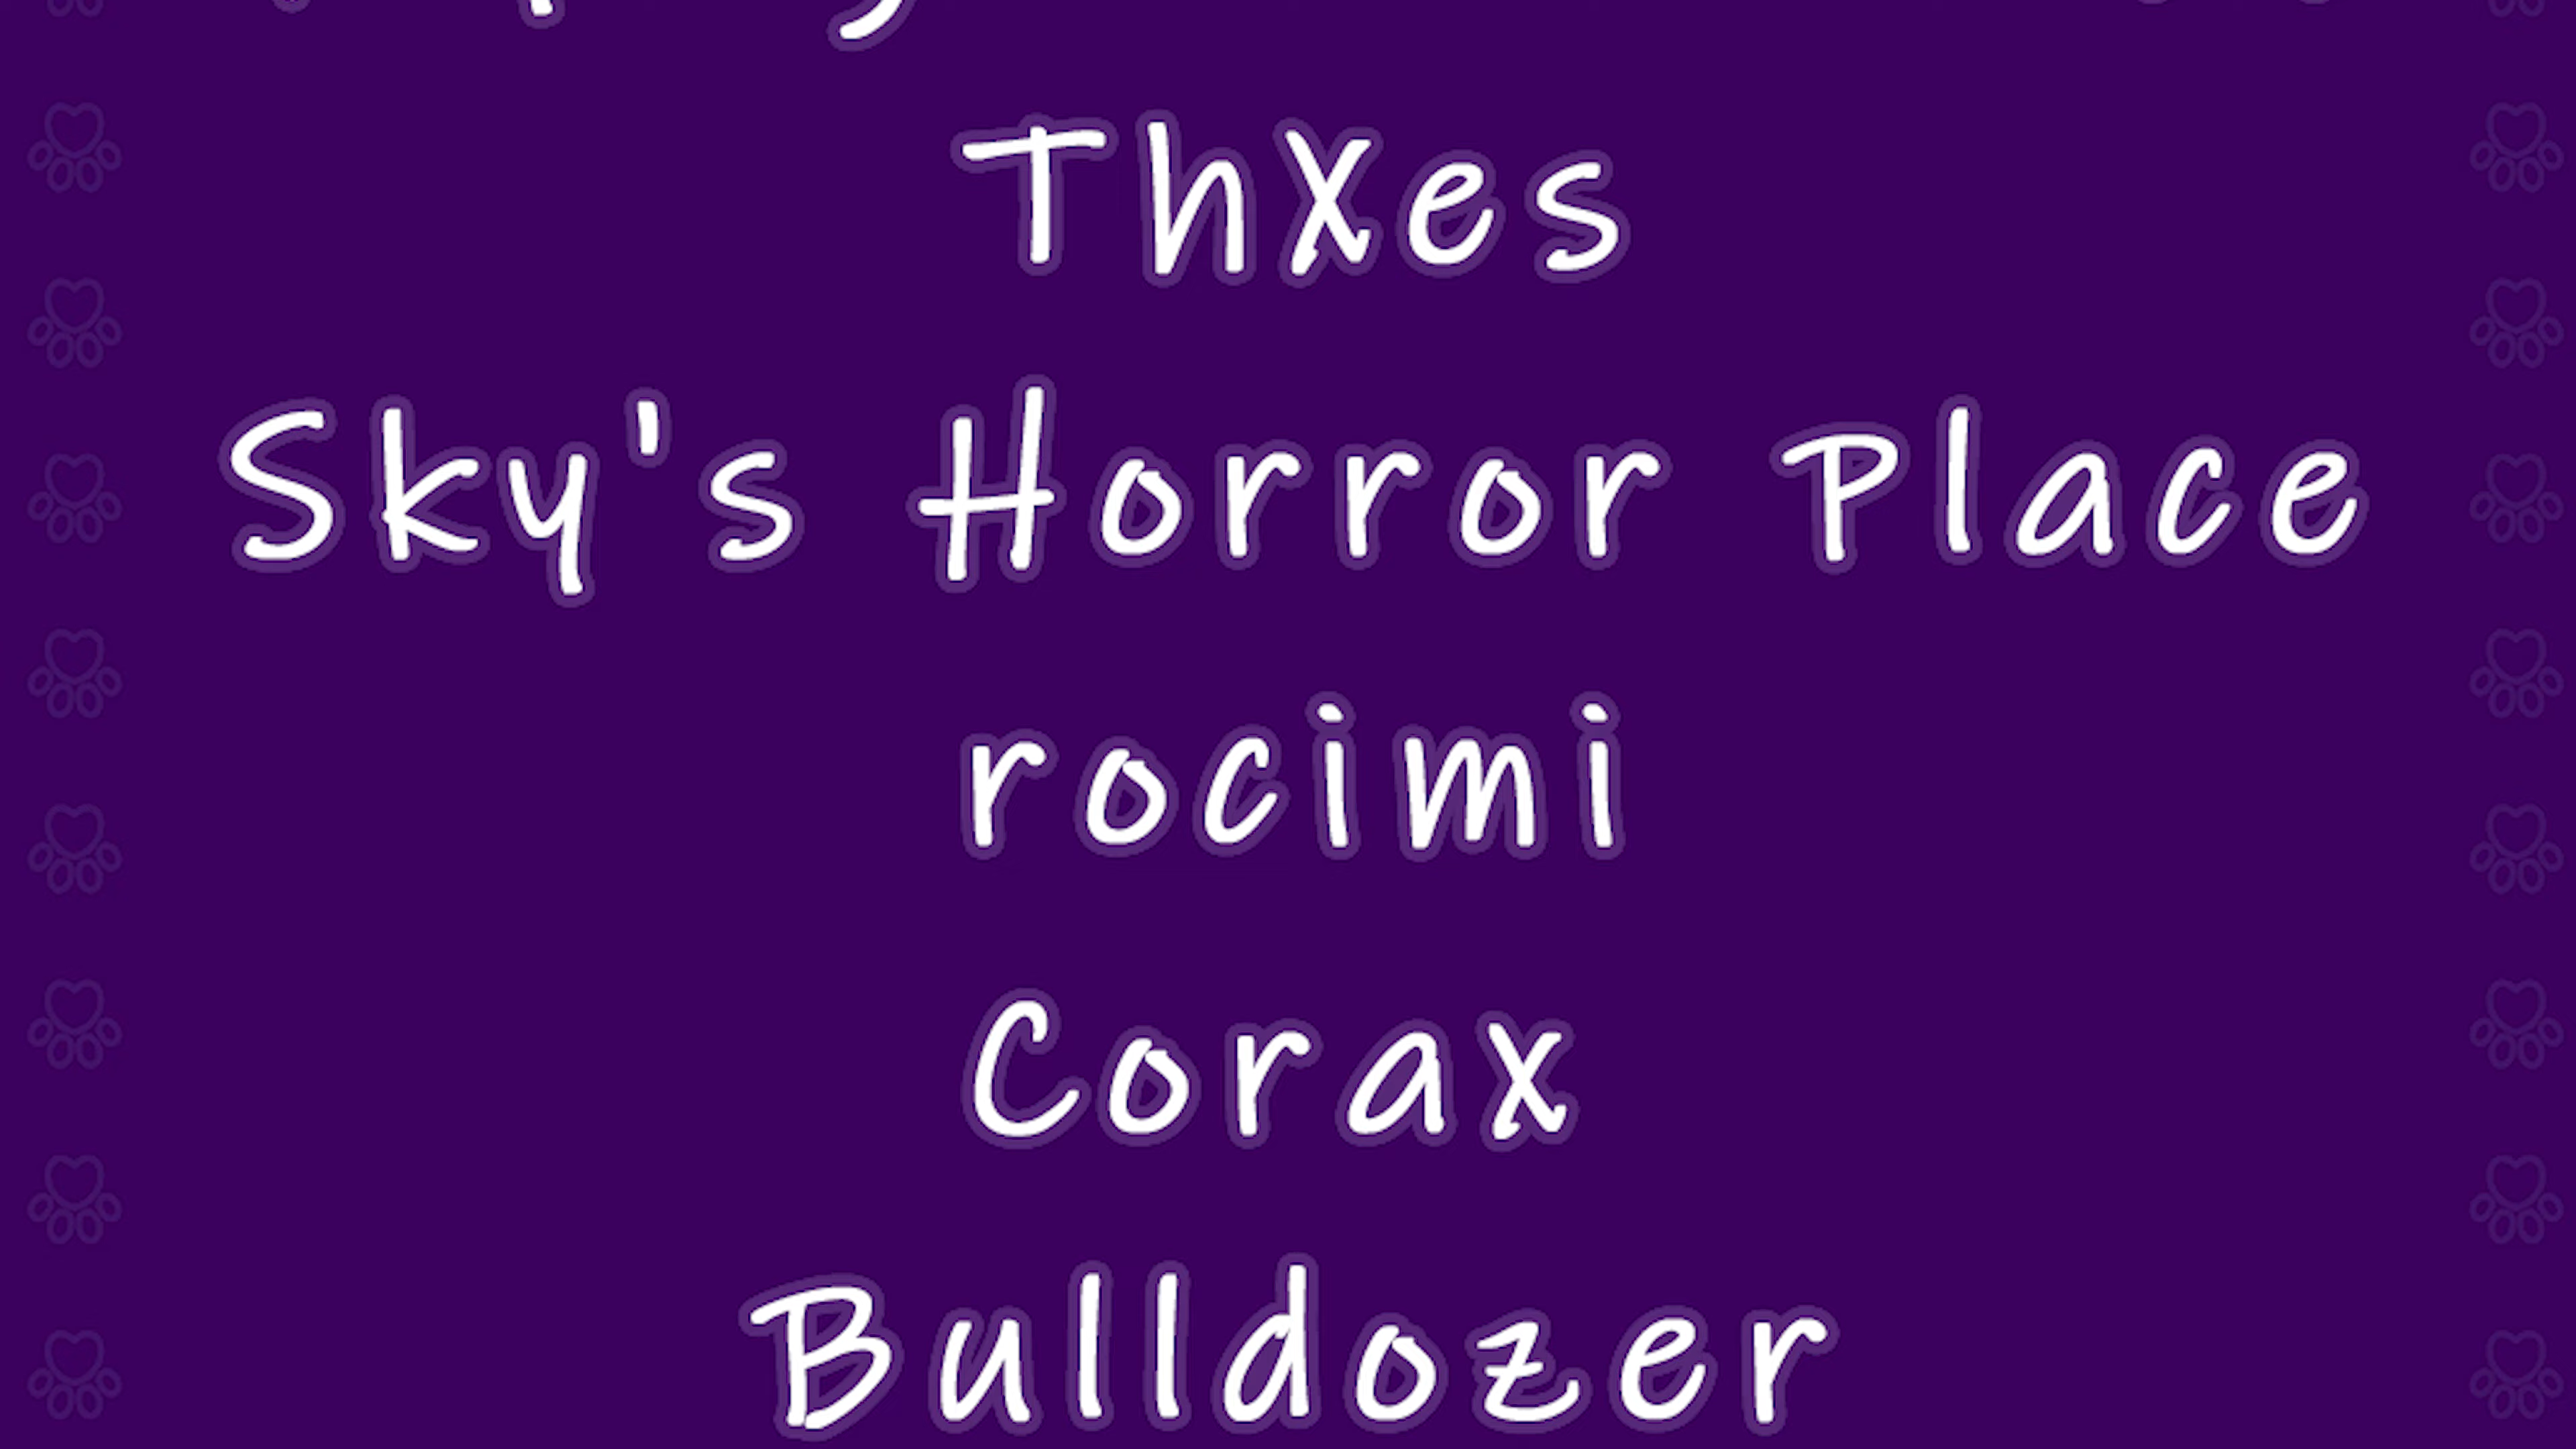 ThXes
Sky's Horror Place
rocimi
Corax
Bulldozer